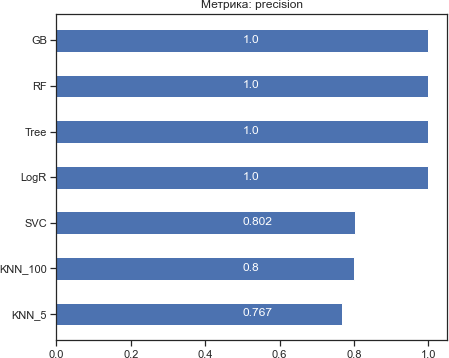 Метрика: precision
GB 1.0
RF 1.0
Tree 1.0
LogR 1.0
SVC 0.802
KNN_100 0.8
KNN_5 0.767
0.0 0.2 0.4 0.6 0.8 1.0